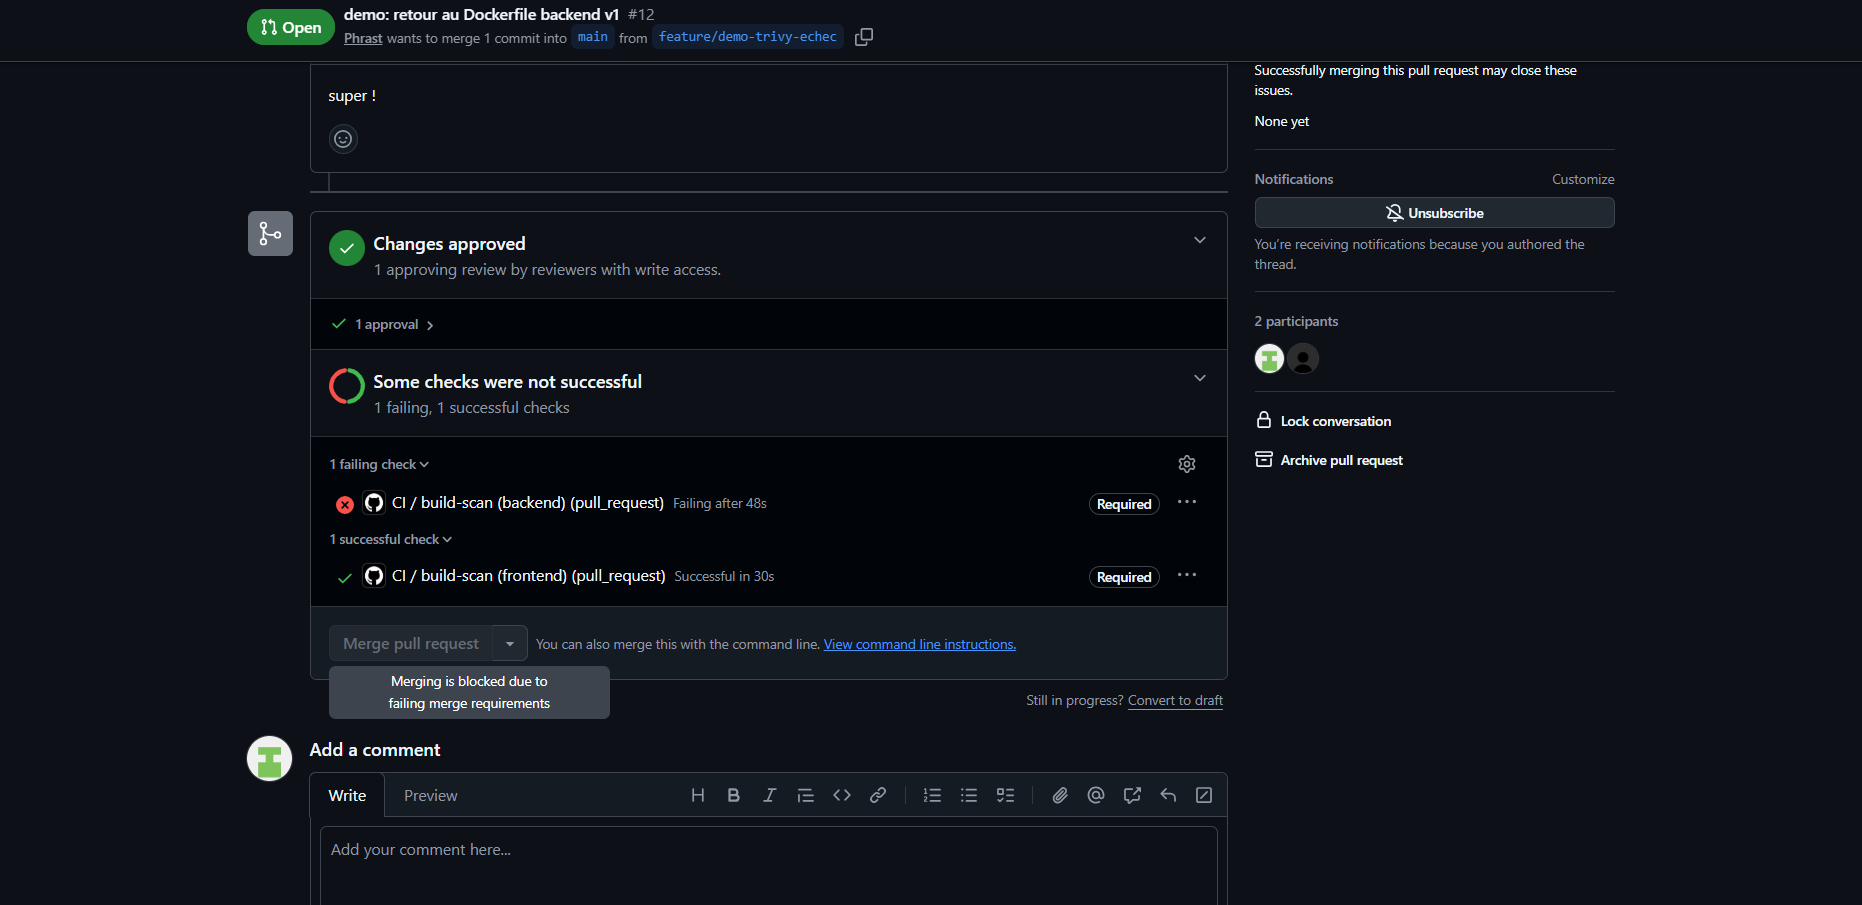 Open
demo: retour au Dockerfile backend v1 #12
Phrast wants to merge 1 commit into main from feature/demo-trivy-echec
super !
Changes approved
1 approving review by reviewers with write access.
1 approval
Some checks were not successful
1 failing, 1 successful checks
1 failing check
CI / build-scan (backend) (pull_request) Failing after 48s Required
1 successful check
CI / build-scan (frontend) (pull_request) Successful in 30s Required
Merge pull request You can also merge this with the command line. View command line instructions.
Merging is blocked due to
failing merge requirements
Still in progress? Convert to draft
Add a comment
Write Preview
Add your comment here...
Successfully merging this pull request may close these
issues.
None yet
Notifications Customize
Unsubscribe
You're receiving notifications because you authored the
thread.
2 participants
Lock conversation
Archive pull request